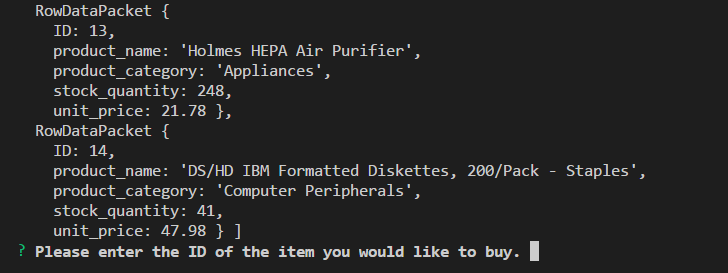 RowDataPacket {
ID: 13,
product_name: 'Holmes HEPA Air Purifier',
product_category: 'Appliances',
stock_quantity: 248,
unit_price: 21.78 },
RowDataPacket {
ID: 14,
product_name: 'DS/HD IBM Formatted Diskettes, 200/Pack - Staples',
product_category: 'Computer Peripherals',
stock_quantity: 41,
unit_price: 47.98 } ]
? Please enter the ID of the item you would like to buy.